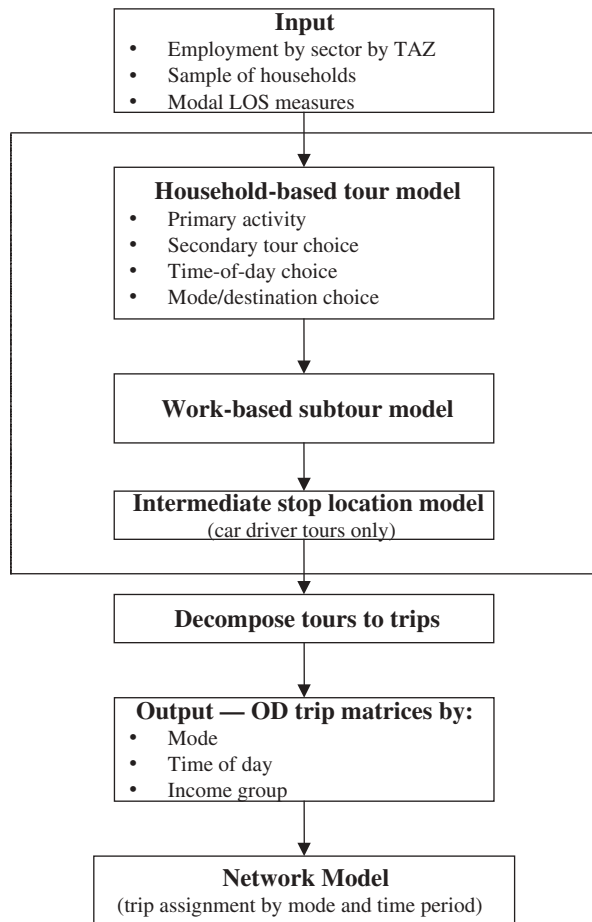 Input
• Employment by sector by TAZ
• Sample of households
• Modal LOS measures
Household-based tour model
• Primary activity
• Secondary tour choice
• Time-of-day choice
• Mode/destination choice
Work-based subtour model
Intermediate stop location model
(car driver tours only)
Decompose tours to trips
Output — OD trip matrices by:
• Mode
• Time of day
• Income group
Network Model
(trip assignment by mode and time period)